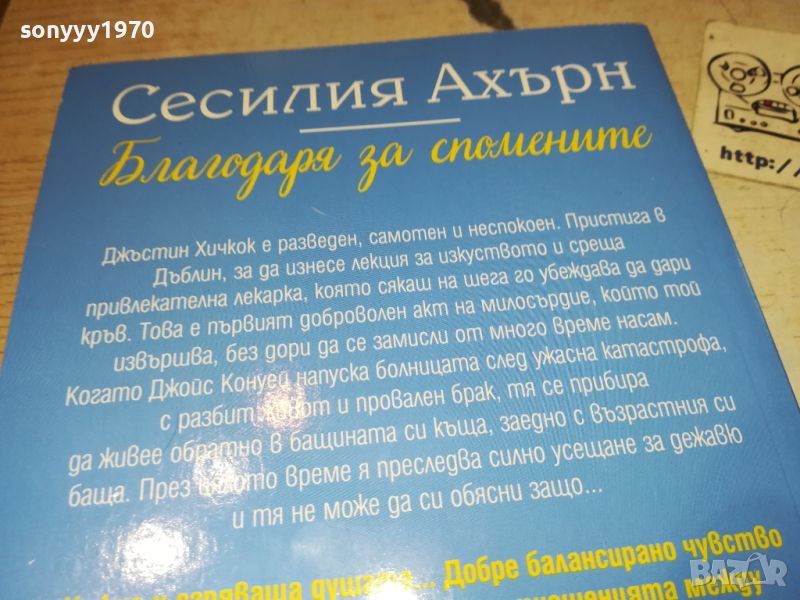 sonyyy1970
Сесилия Ахърн
Благодаря за спомените
http:/
Джъстин Хичкок е разведен, самотен и неспокоен. Пристига в
Дъблин, за да изнесе лекция за изкуството и среща
привлекателна лекарка, която сякаш на шега го убеждава да дари
кръв. Това е първият доброволен акт на милосърдие, който той
извършва, без дори да се замисли от много време насам.
Когато Джойс Конуей напуска болницата след ужасна катастрофа,
с разбит живот и провален брак, тя се прибира
да живее обратно в бащината си къща, заедно с възрастния си
баща. През цялото време я преследва силно усещане за дежавю
и тя не може да си обясни защо...
душата... Добре балансирано чувство
между
BAZAR